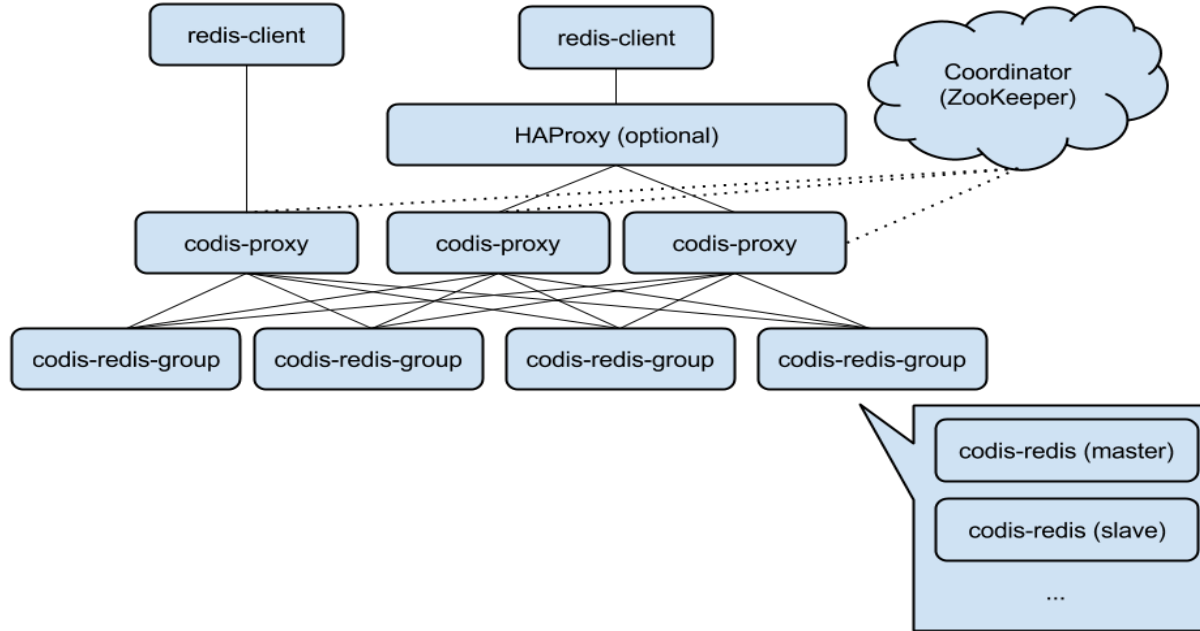 redis-client
redis-client
Coordinator
(ZooKeeper)
HAProxy (optional)
codis-proxy
codis-proxy
codis-proxy
codis-redis-group
codis-redis-group
codis-redis-group
codis-redis-group
codis-redis (master)
codis-redis (slave)
...